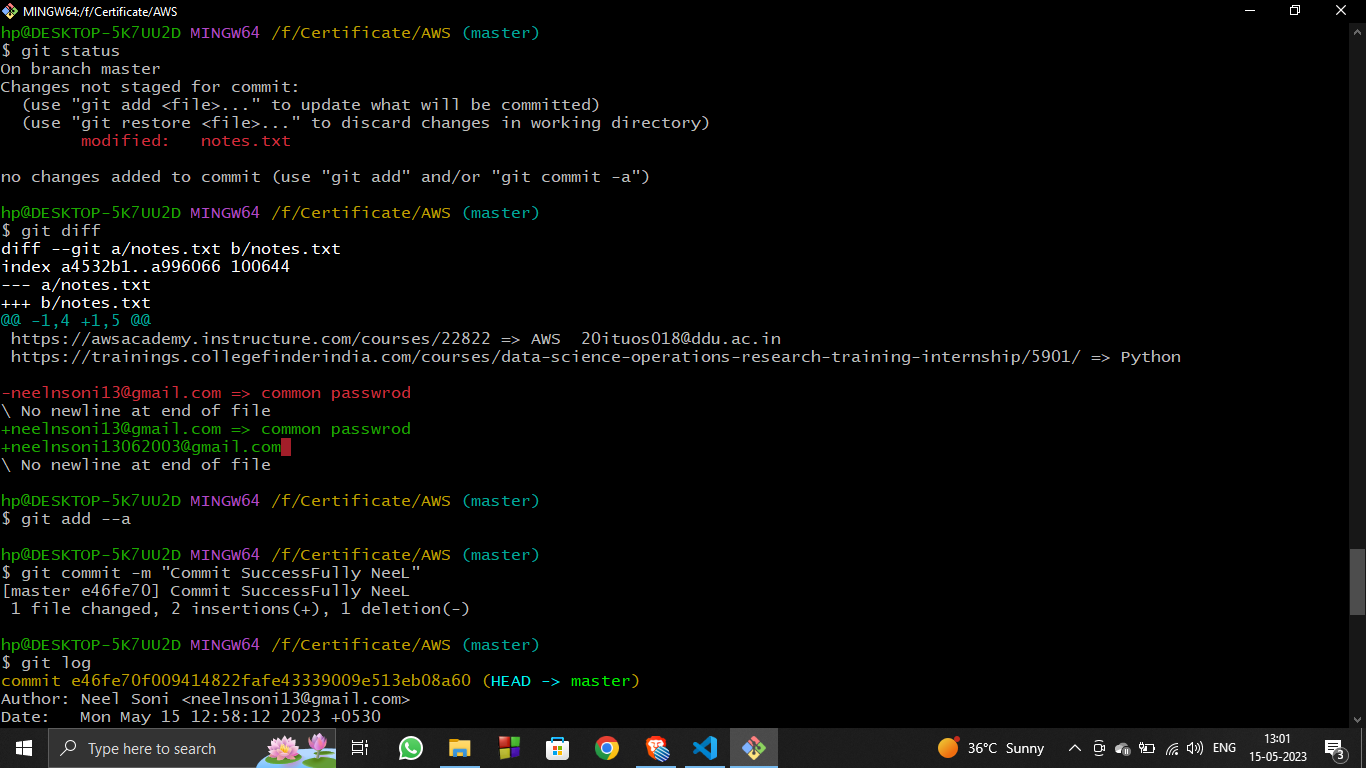 MINGW64:/f/Certificate/AWS
hp@DESKTOP-5K7UU2D MINGW64 /f/Certificate/AWS (master)
$ git status
On branch master
Changes not staged for commit:
  (use "git add <file>..." to update what will be committed)
  (use "git restore <file>..." to discard changes in working directory)
        modified:   notes.txt

no changes added to commit (use "git add" and/or "git commit -a")

hp@DESKTOP-5K7UU2D MINGW64 /f/Certificate/AWS (master)
$ git diff
diff --git a/notes.txt b/notes.txt
index a4532b1..a996066 100644
--- a/notes.txt
+++ b/notes.txt
@@ -1,4 +1,5 @@
 https://awsacademy.instructure.com/courses/22822 => AWS  20ituos018@ddu.ac.in
 https://trainings.collegefinderindia.com/courses/data-science-operations-research-training-internship/5901/ => Python

-neelnsoni13@gmail.com => common passwrod
\ No newline at end of file
+neelnsoni13@gmail.com => common passwrod
+neelnsoni13062003@gmail.com
\ No newline at end of file

hp@DESKTOP-5K7UU2D MINGW64 /f/Certificate/AWS (master)
$ git add --a

hp@DESKTOP-5K7UU2D MINGW64 /f/Certificate/AWS (master)
$ git commit -m "Commit SuccessFully NeeL"
[master e46fe70] Commit SuccessFully NeeL
 1 file changed, 2 insertions(+), 1 deletion(-)

hp@DESKTOP-5K7UU2D MINGW64 /f/Certificate/AWS (master)
$ git log
commit e46fe70f009414822fafe43339009e513eb08a60 (HEAD -> master)
Author: Neel Soni <neelnsoni13@gmail.com>
Date:   Mon May 15 12:58:12 2023 +0530
Type here to search
36°C Sunny
ENG
13:01
15-05-2023
3